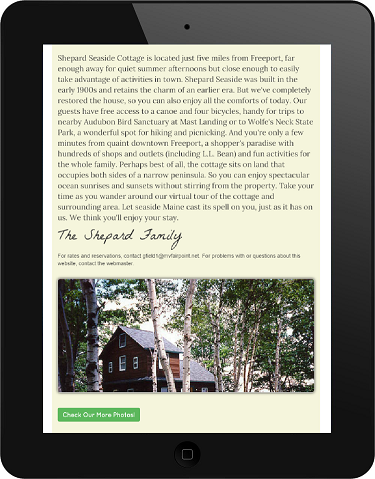 Shepard Seaside Cottage is located just five miles from Freeport, far
enough away for quiet summer afternoons but close enough to easily
take advantage of activities in town. Shepard Seaside was built in the
early 1900s and retains the charm of an earlier era. But we've completely
restored the house, so you can also enjoy all the comforts of today. Our
guests have free access to a canoe and four bicycles, handy for trips to
nearby Audubon Bird Sanctuary at Mast Landing or to Wolfe's Neck State
Park, a wonderful spot for hiking and picnicking. And you're only a few
minutes from quaint downtown Freeport, a shopper's paradise with
hundreds of shops and outlets (including L.L. Bean) and fun activities for
the whole family. Perhaps best of all, the cottage sits on land that
occupies both sides of a narrow peninsula. So you can enjoy spectacular
ocean sunrises and sunsets without stirring from the property. Take your
time as you wander around our virtual tour of the cottage and
surrounding area. Let seaside Maine cast its spell on you, just as it has on
us. We think you'll enjoy your stay.
The Shepard Family
For rates and reservations, contact gfield1@myfairpoint.net. For problems with or questions about this
website, contact the webmaster.
Check Our More Photos!